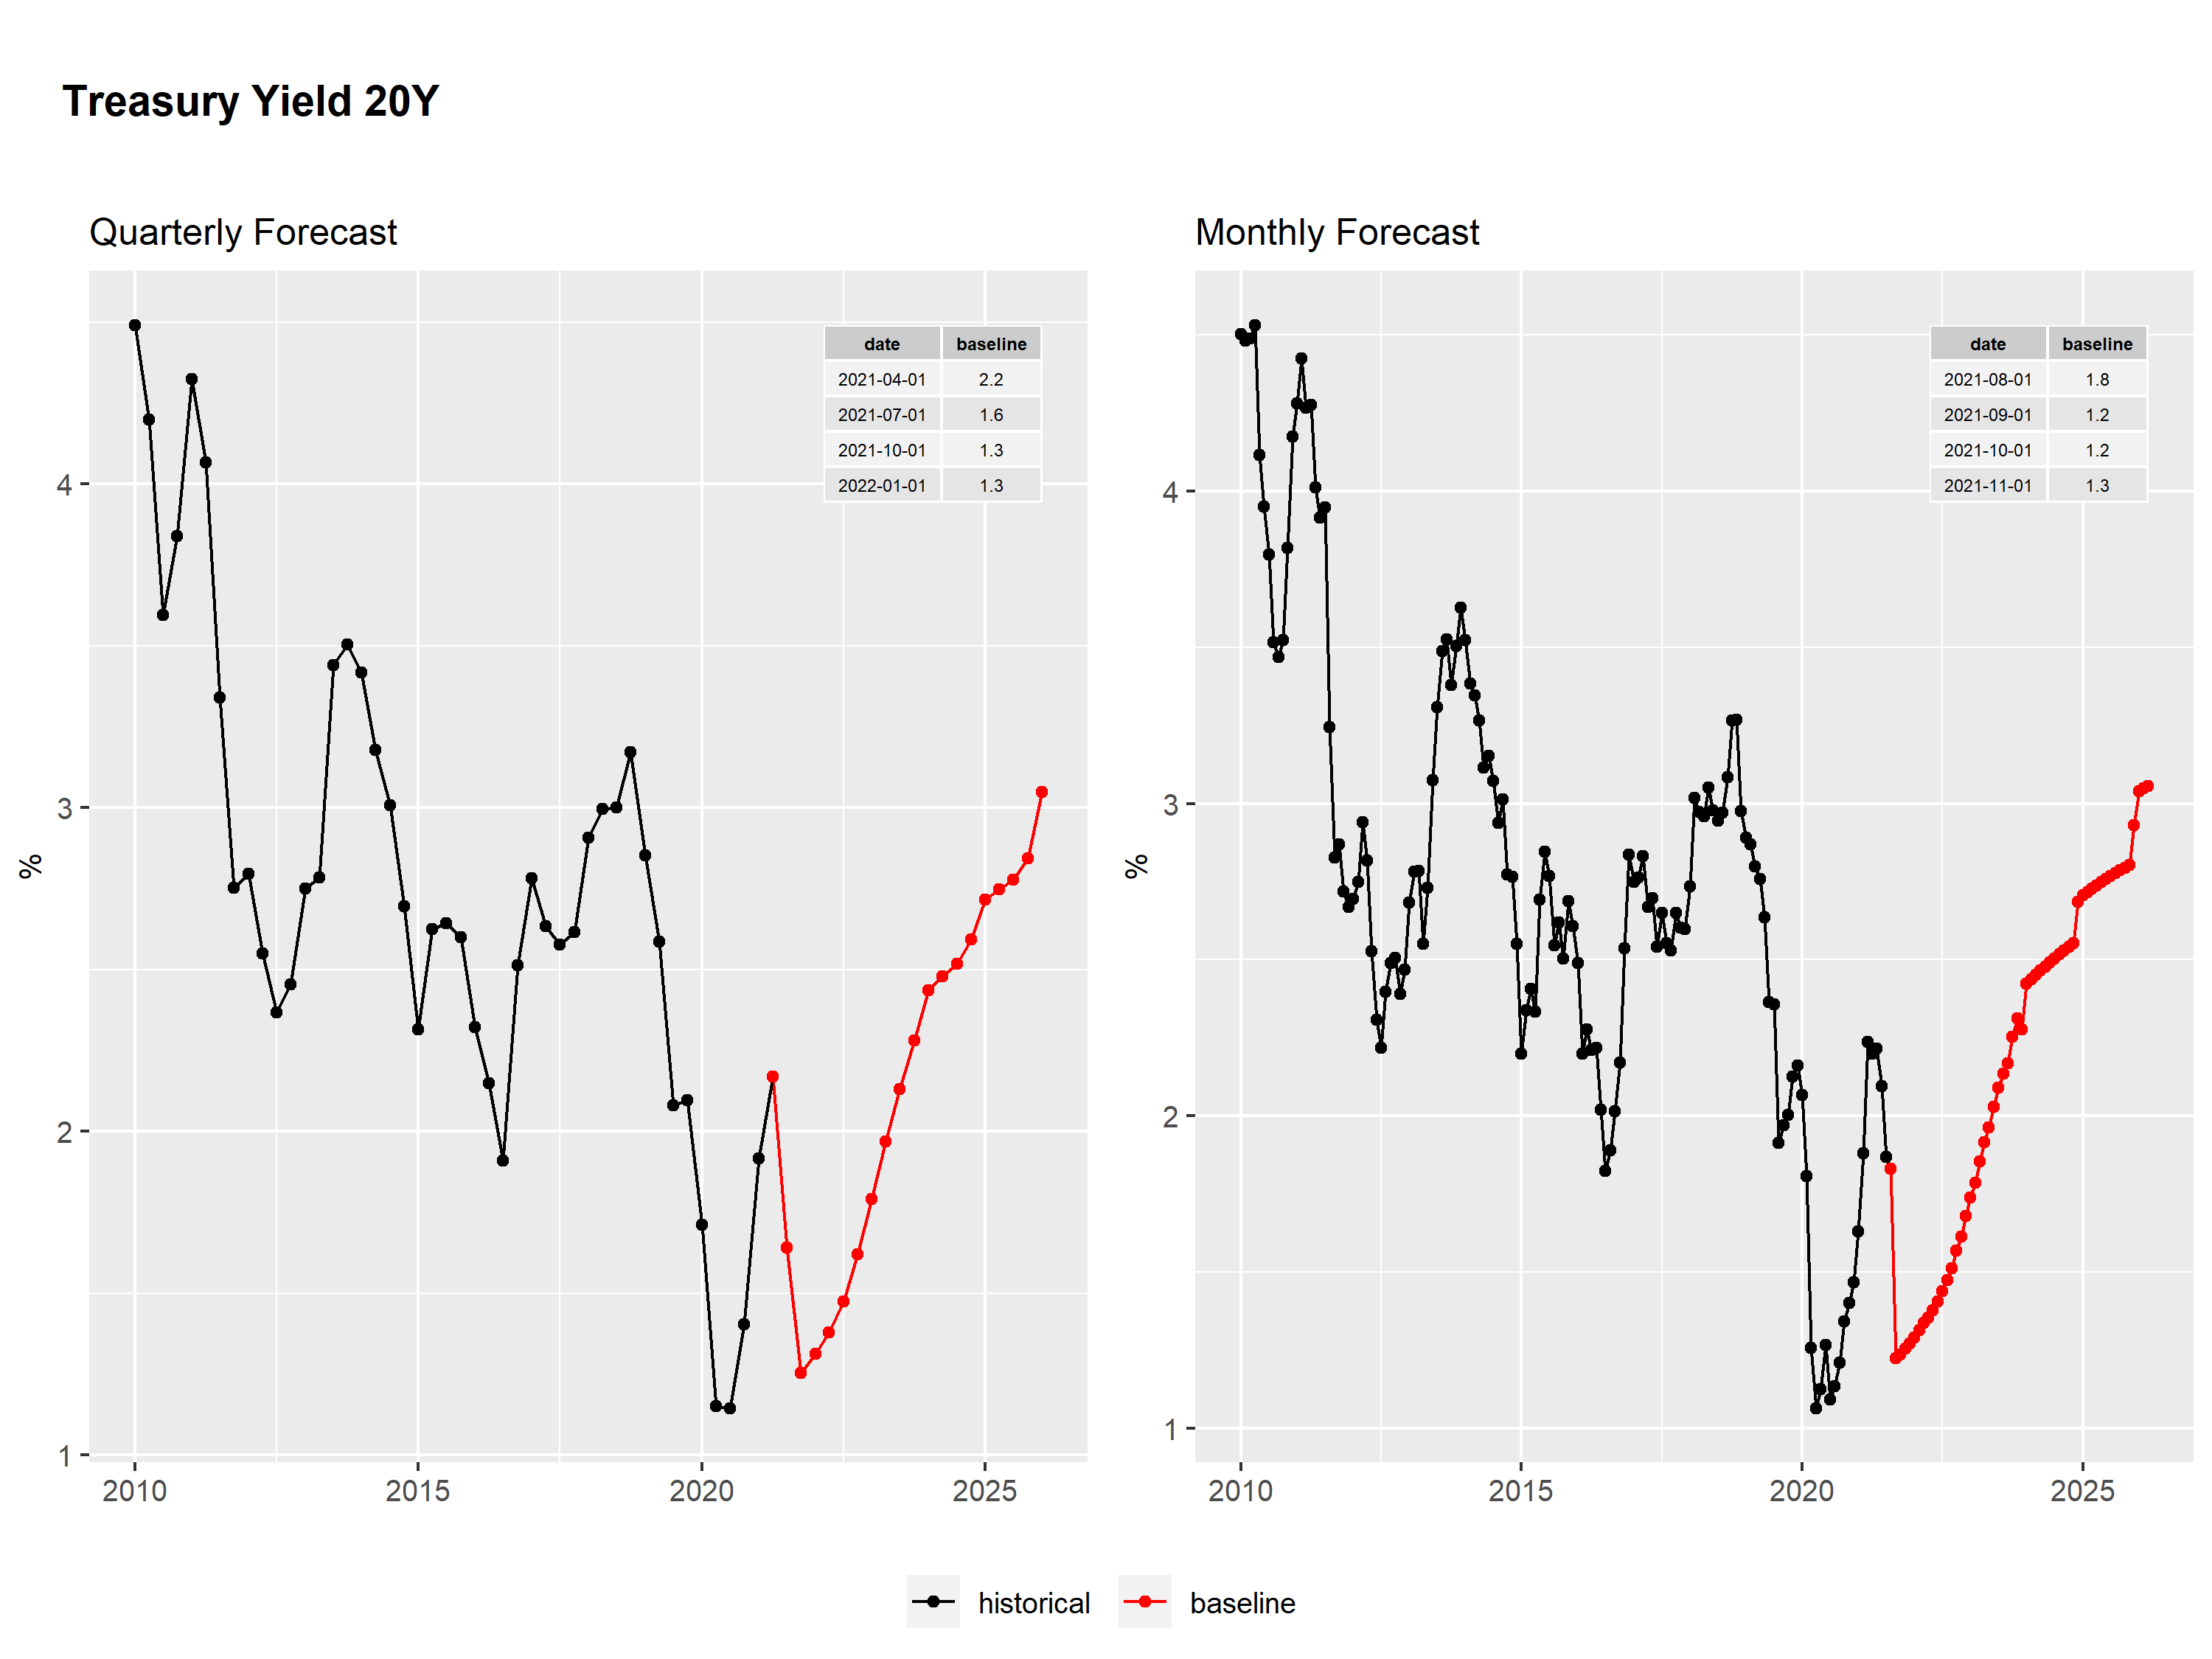 Treasury Yield 20Y
Quarterly Forecast
date baseline
2021-04-01 2.2
2021-07-01 1.6
2021-10-01 1.3
2022-01-01 1.3
4
3
2
1
%
2010 2015 2020 2025
Monthly Forecast
date baseline
2021-08-01 1.8
2021-09-01 1.2
2021-10-01 1.2
2021-11-01 1.3
4
3
2
1
%
2010 2015 2020 2025
historical baseline